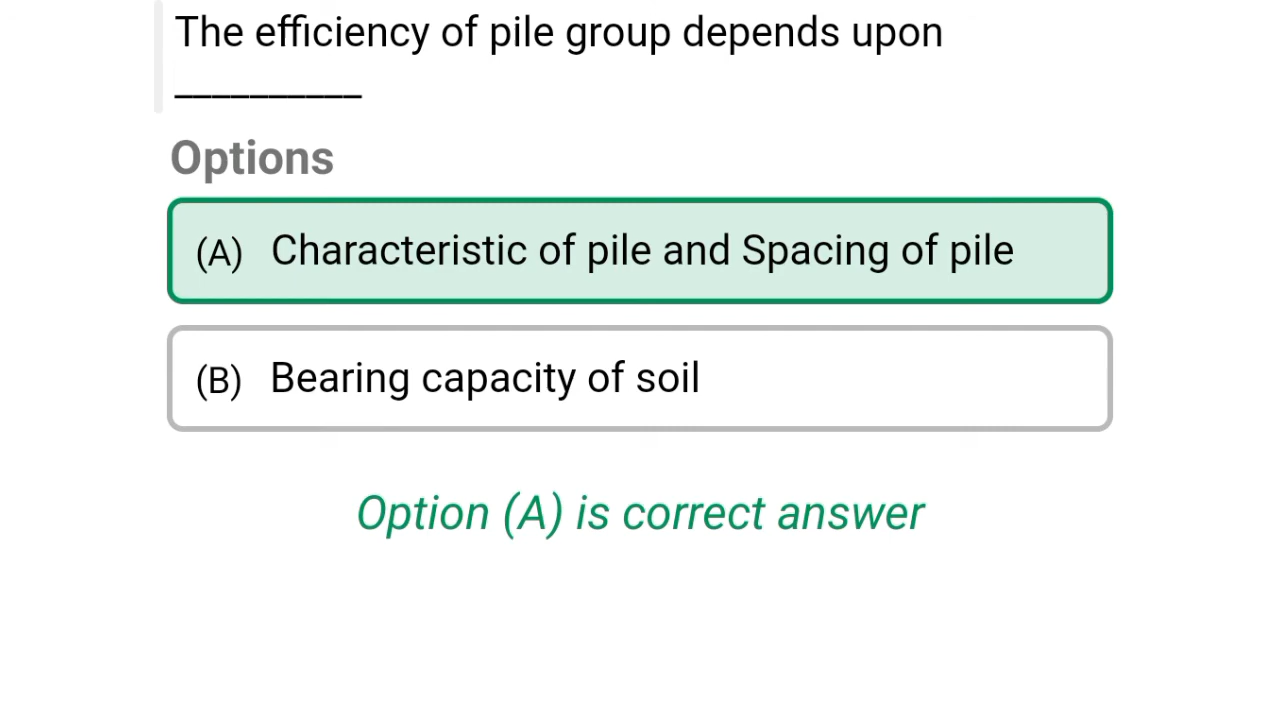 The efficiency of pile group depends upon
__________
Options
(A) Characteristic of pile and Spacing of pile
(B) Bearing capacity of soil
Option (A) is correct answer